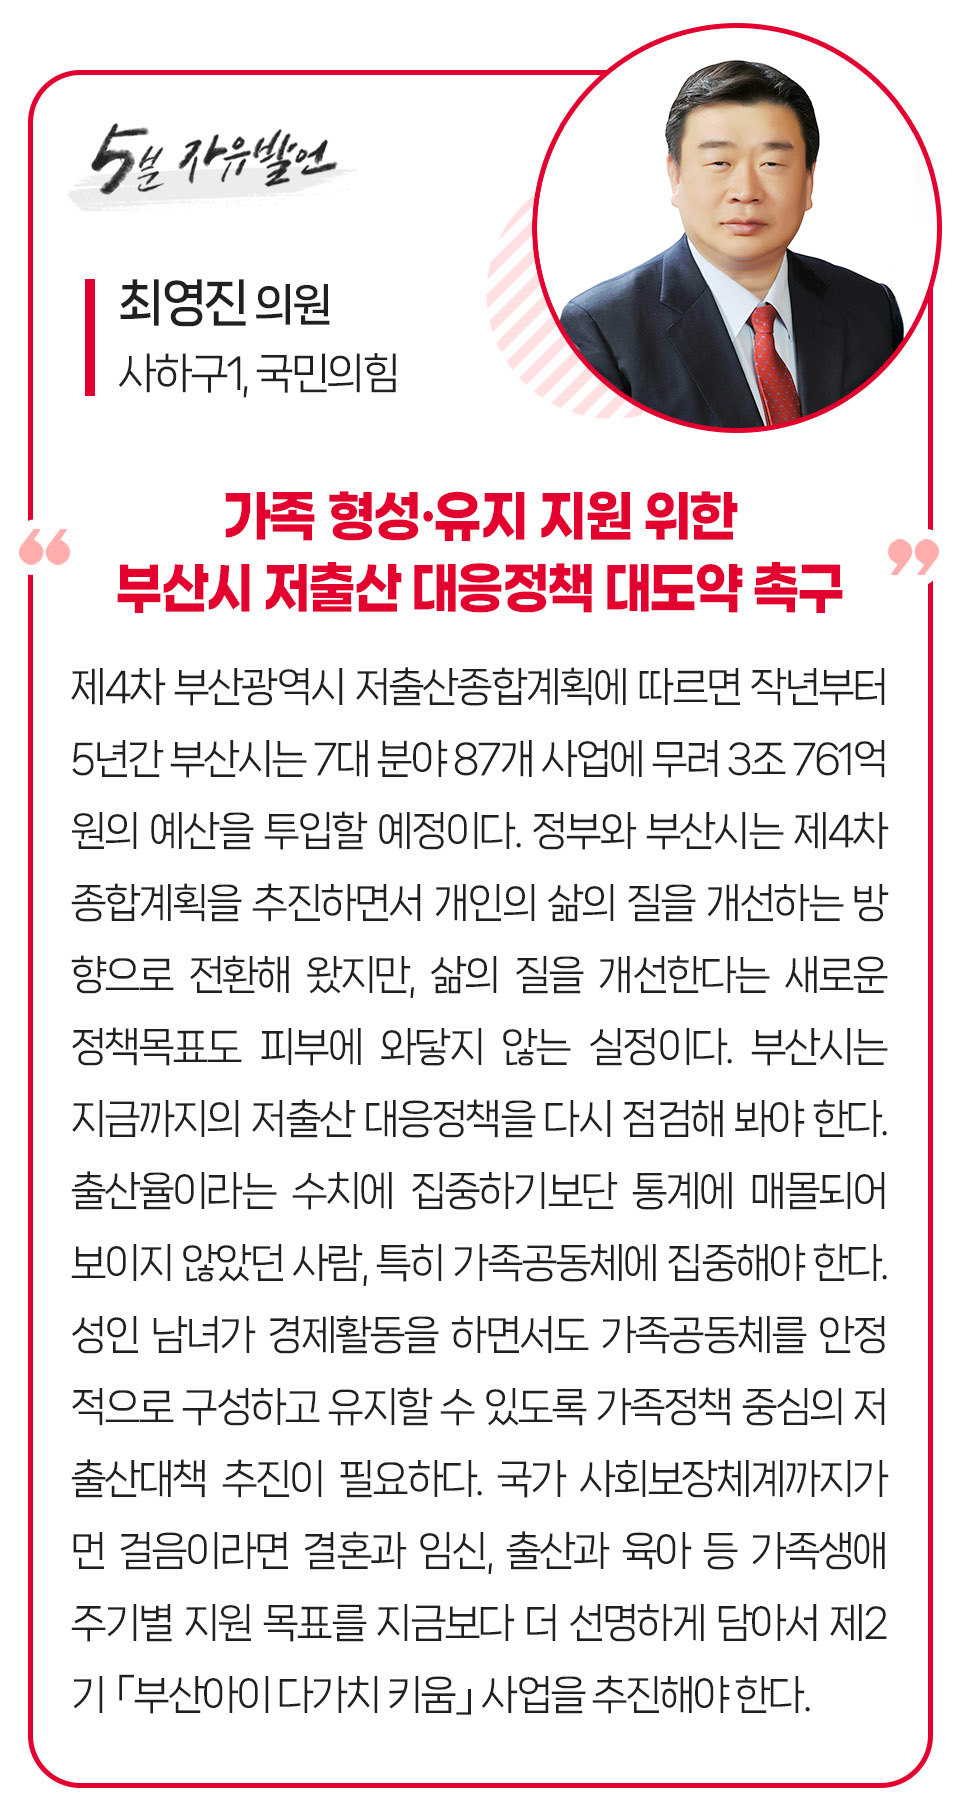 5분 자유발언
최영진 의원
사하구1, 국민의힘
“ 가족 형성·유지 지원 위한
부산시 저출산 대응정책 대도약 촉구 ”
제4차 부산광역시 저출산종합계획에 따르면 작년부터
5년간 부산시는 7대 분야 87개 사업에 무려 3조 761억
원의 예산을 투입할 예정이다. 정부와 부산시는 제4차
종합계획을 추진하면서 개인의 삶의 질을 개선하는 방
향으로 전환해 왔지만, 삶의 질을 개선한다는 새로운
정책목표도 피부에 와닿지 않는 실정이다. 부산시는
지금까지의 저출산 대응정책을 다시 점검해 봐야 한다.
출산율이라는 수치에 집중하기보단 통계에 매몰되어
보이지 않았던 사람, 특히 가족공동체에 집중해야 한다.
성인 남녀가 경제활동을 하면서도 가족공동체를 안정
적으로 구성하고 유지할 수 있도록 가족정책 중심의 저
출산대책 추진이 필요하다. 국가 사회보장체계까지가
먼 걸음이라면 결혼과 임신, 출산과 육아 등 가족생애
주기별 지원 목표를 지금보다 더 선명하게 담아서 제2
기 「부산아이 다가치 키움」 사업을 추진해야 한다.